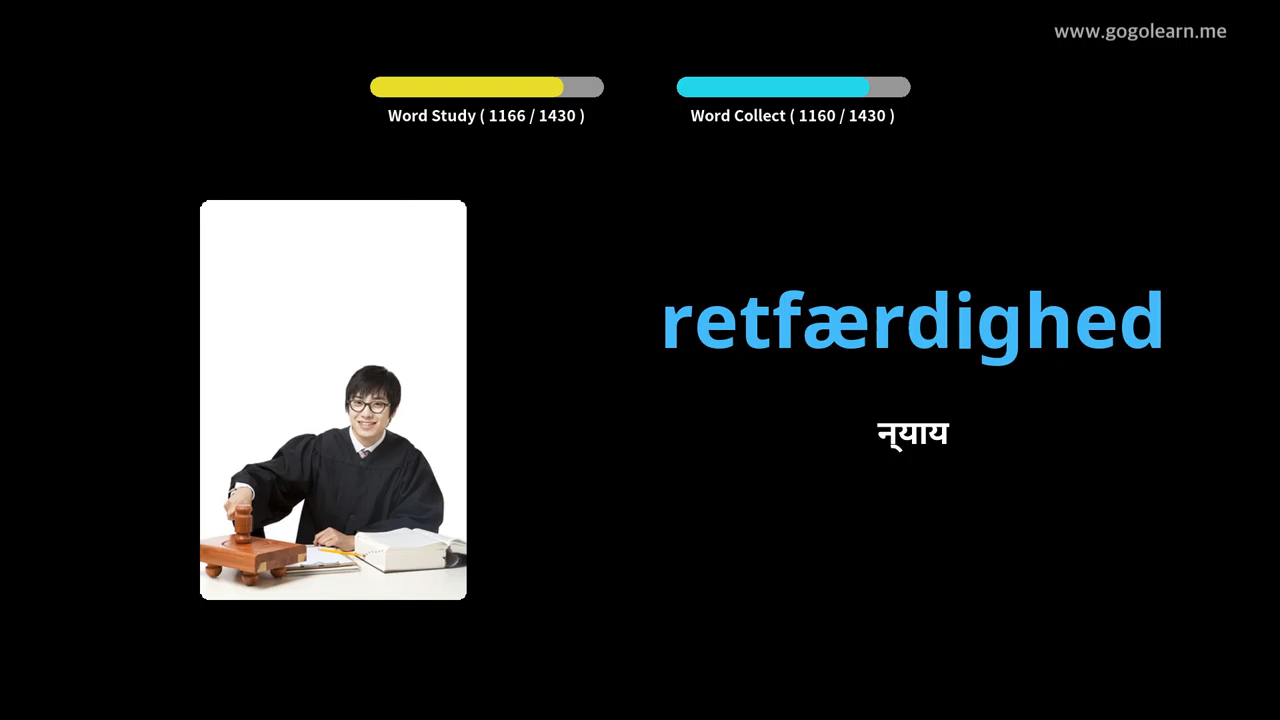 www.gogolearn.me
Word Study ( 1166 / 1430 )
Word Collect ( 1160 / 1430 )
retfærdighed
न्याय